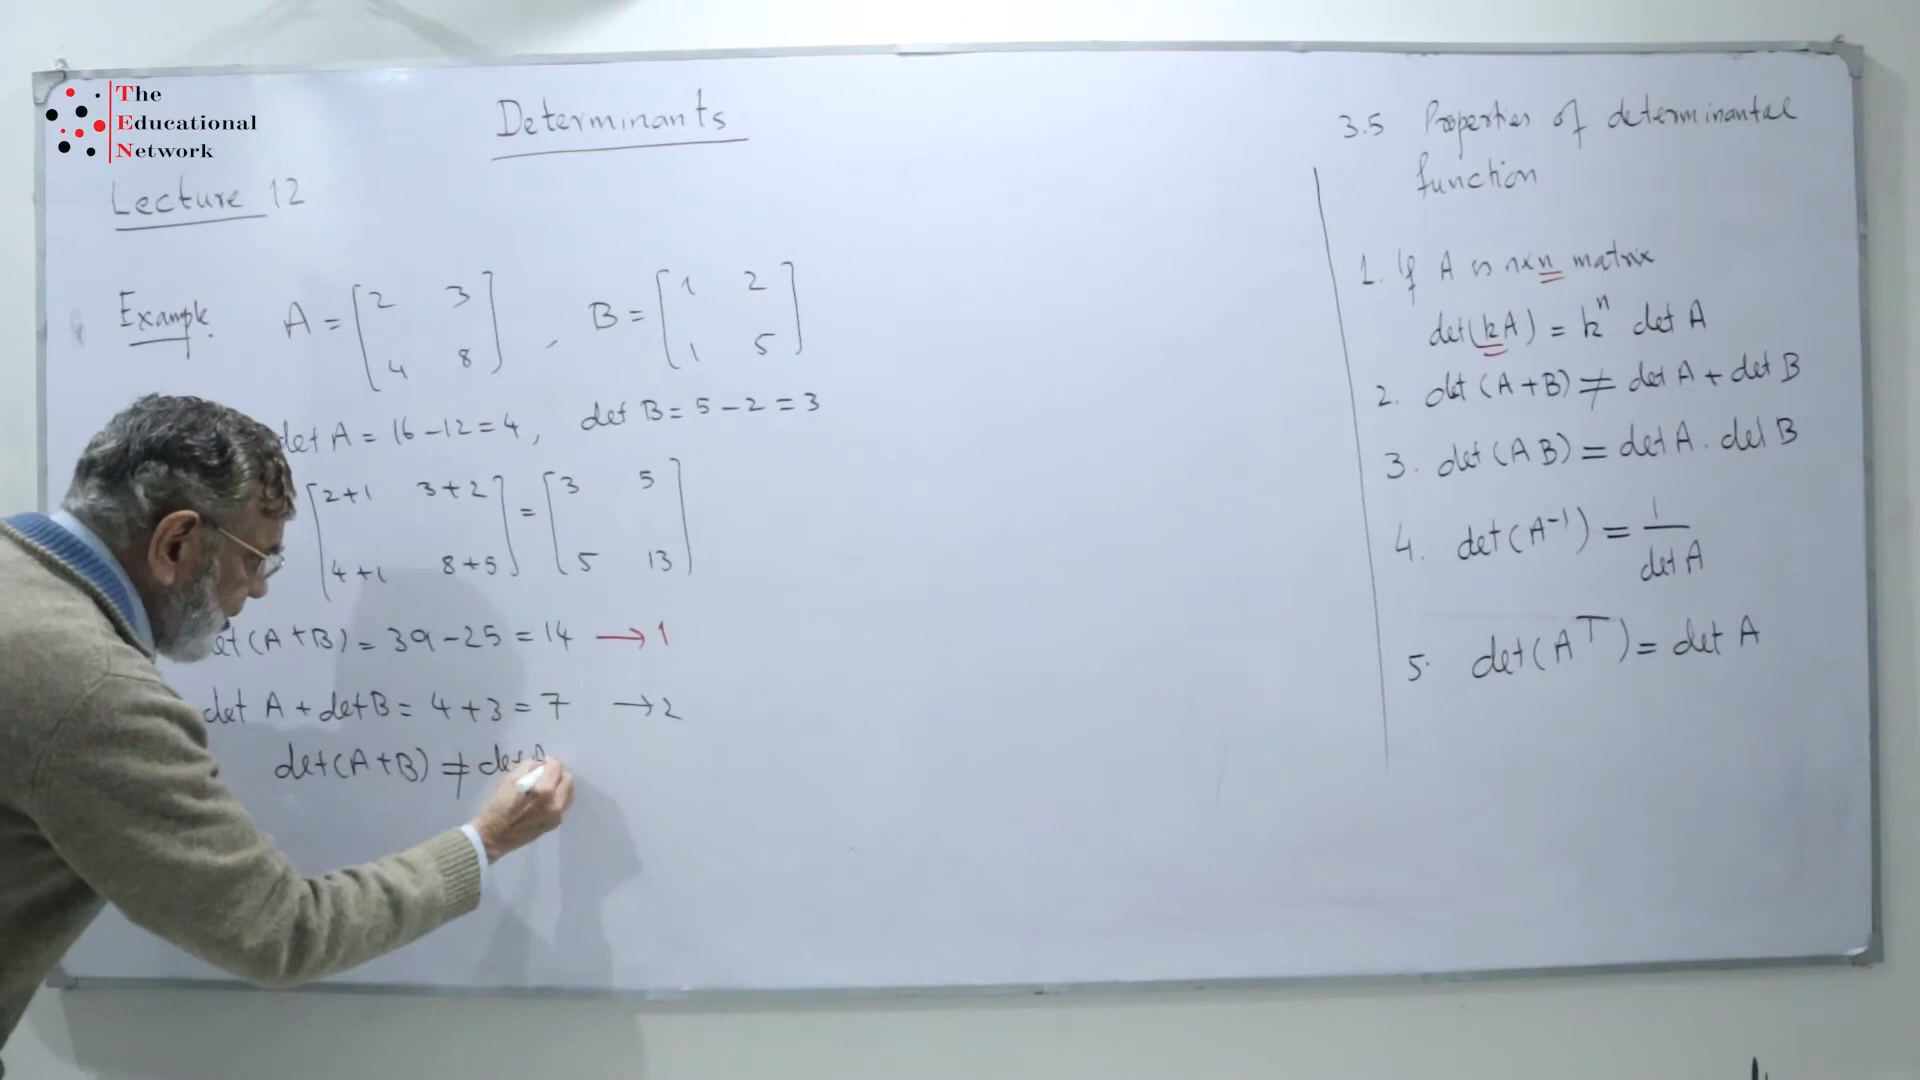 The
Educational
Network
Determinants
Lecture 12
Example. A = [2 3 4 8] , B = [1 2 1 5]
det A = 16 - 12 = 4 , det B = 5 - 2 = 3
[2+1 3+2 4+1 8+5] = [3 5 5 13]
det (A+B) = 39 - 25 = 14 → 1
det A + det B = 4 + 3 = 7 → 2
det (A+B) ≠ det A
3.5 Properties of determinantal
function
1. If A is n×n matrix
det (kA) = kⁿ det A
2. det (A+B) ≠ det A + det B
3. det (AB) = det A . det B
4. det (A⁻¹) = 1 / det A
5. det (Aᵀ) = det A